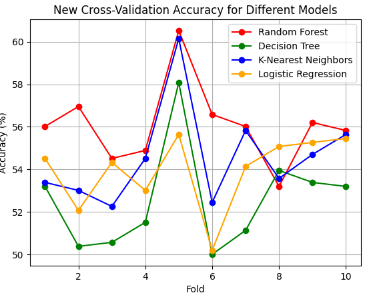 New Cross-Validation Accuracy for Different Models
Random Forest
Decision Tree
K-Nearest Neighbors
Logistic Regression
Accuracy (%)
60
58
56
54
52
50
2
4
6
8
10
Fold